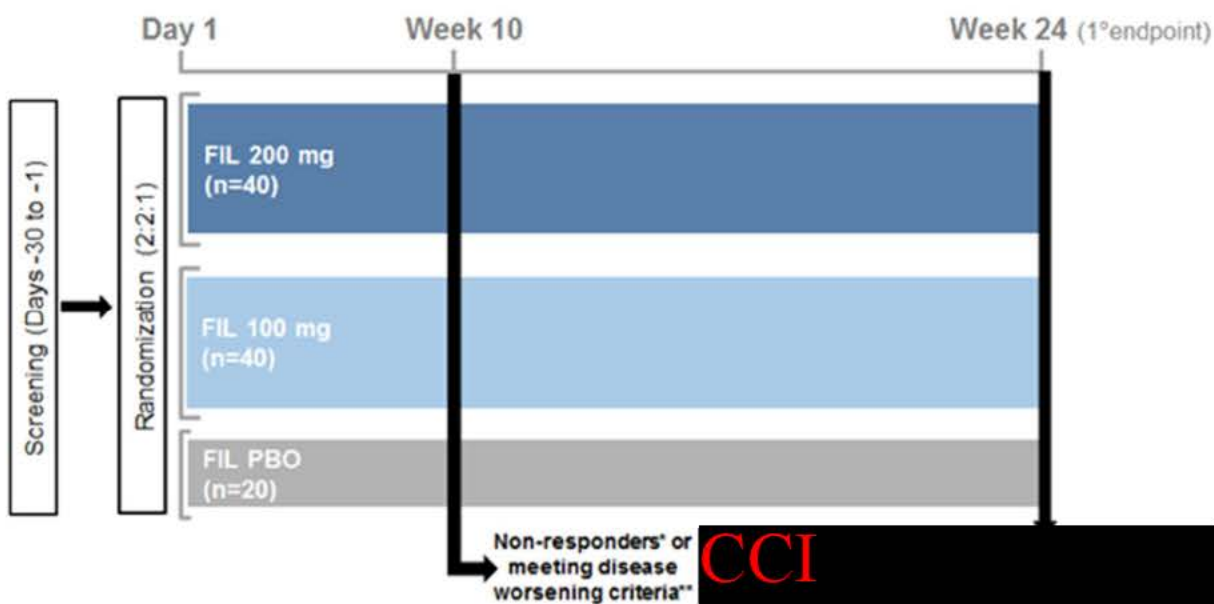 Day 1
Week 10
Week 24 (1°endpoint)
Screening (Days -30 to -1)
Randomization (2:2:1)
FIL 200 mg
(n=40)
FIL 100 mg
(n=40)
FIL PBO
(n=20)
Non-responders* or
meeting disease
worsening criteria**
CCI